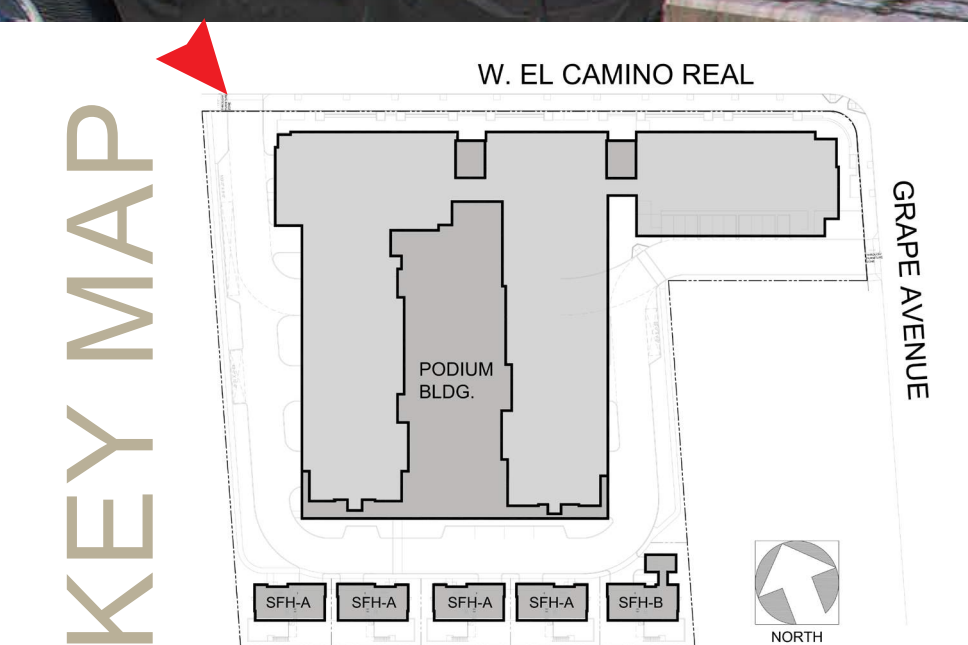 W. EL CAMINO REAL
KEY MAP
GRAPE AVENUE
PODIUM
BLDG.
SFH-A
SFH-A
SFH-A
SFH-A
SFH-B
NORTH